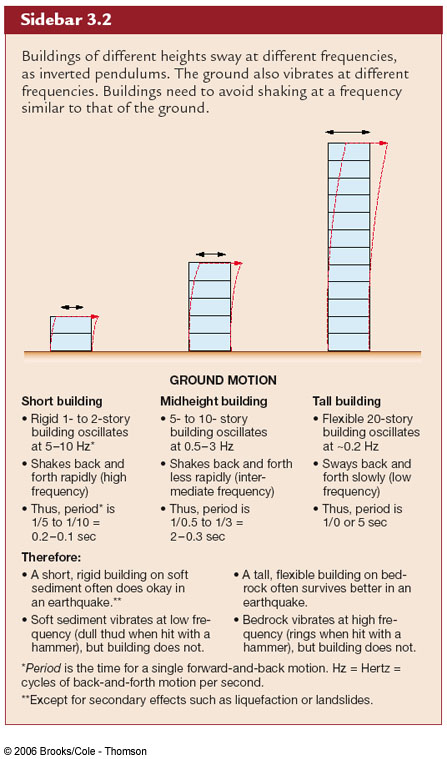 Sidebar 3.2
Buildings of different heights sway at different frequencies,
as inverted pendulums. The ground also vibrates at different
frequencies. Buildings need to avoid shaking at a frequency
similar to that of the ground.
GROUND MOTION
Short building
• Rigid 1- to 2-story
building oscillates
at 5–10 Hz*
• Shakes back and
forth rapidly (high
frequency)
• Thus, period* is
1/5 to 1/10 =
0.2–0.1 sec
Midheight building
• 5- to 10- story
building oscillates
at 0.5–3 Hz
• Shakes back and forth
less rapidly (inter-
mediate frequency)
• Thus, period is
1/0.5 to 1/3 =
2–0.3 sec
Tall building
• Flexible 20-story
building oscillates
at ~0.2 Hz
• Sways back and
forth slowly (low
frequency)
• Thus, period is
1/0 or 5 sec
Therefore:
• A short, rigid building on soft
sediment often does okay in
an earthquake.**
• Soft sediment vibrates at low fre-
quency (dull thud when hit with a
hammer), but building does not.
• A tall, flexible building on bed-
rock often survives better in an
earthquake.
• Bedrock vibrates at high fre-
quency (rings when hit with a
hammer), but building does not.
*Period is the time for a single forward-and-back motion. Hz = Hertz =
cycles of back-and-forth motion per second.
**Except for secondary effects such as liquefaction or landslides.
© 2006 Brooks/Cole - Thomson